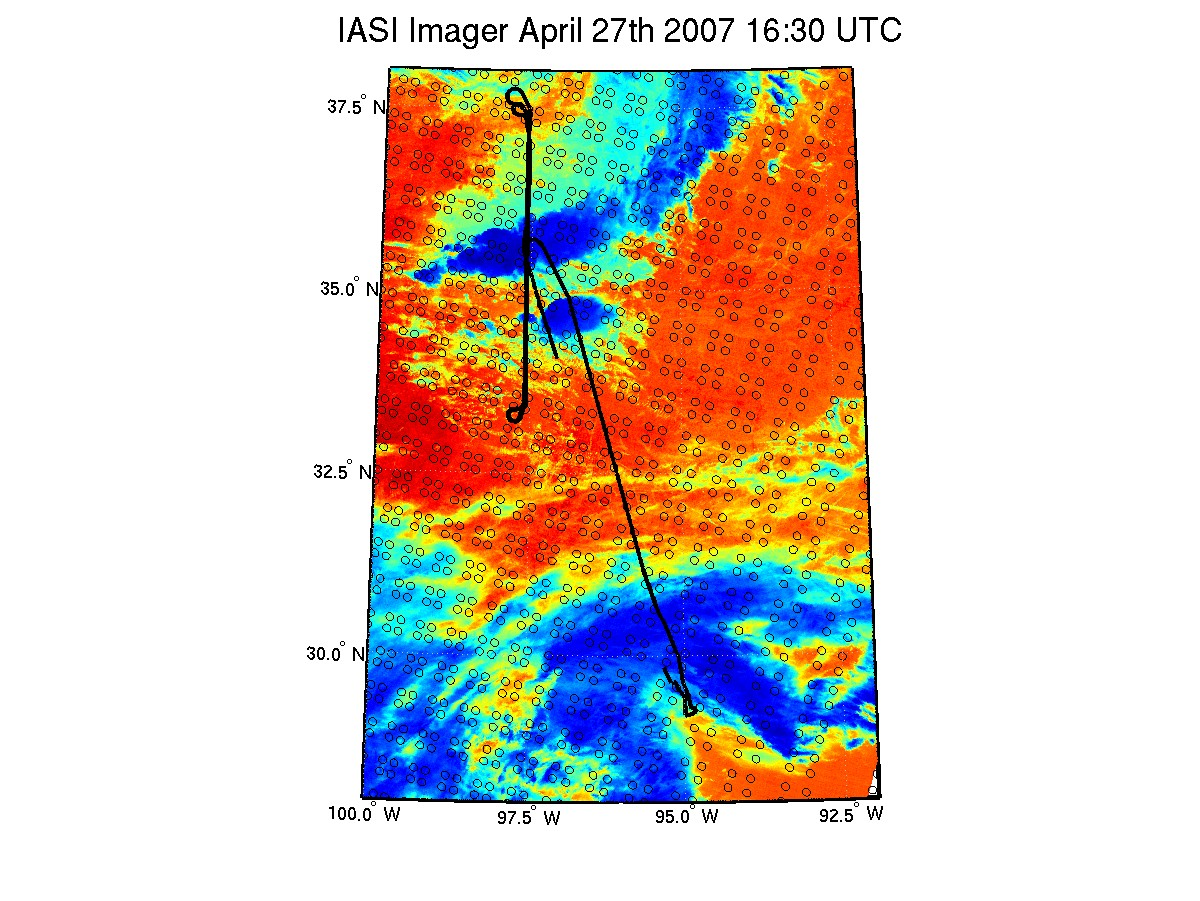 IASI Imager April 27th 2007 16:30 UTC
37.5° N
35.0° N
32.5° N
30.0° N
100.0° W
97.5° W
95.0° W
92.5° W